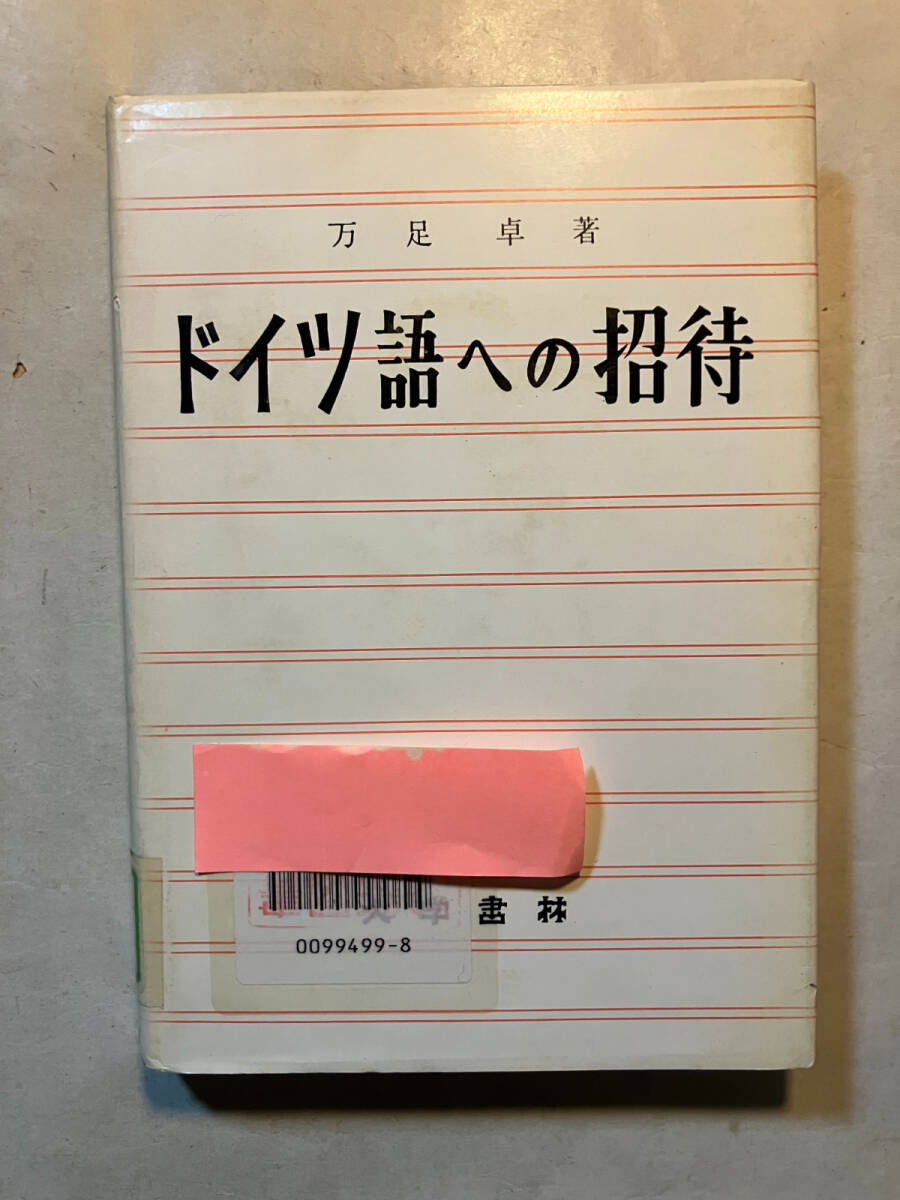 万足 卓 著
ドイツ語への招待
書林
0099499-8